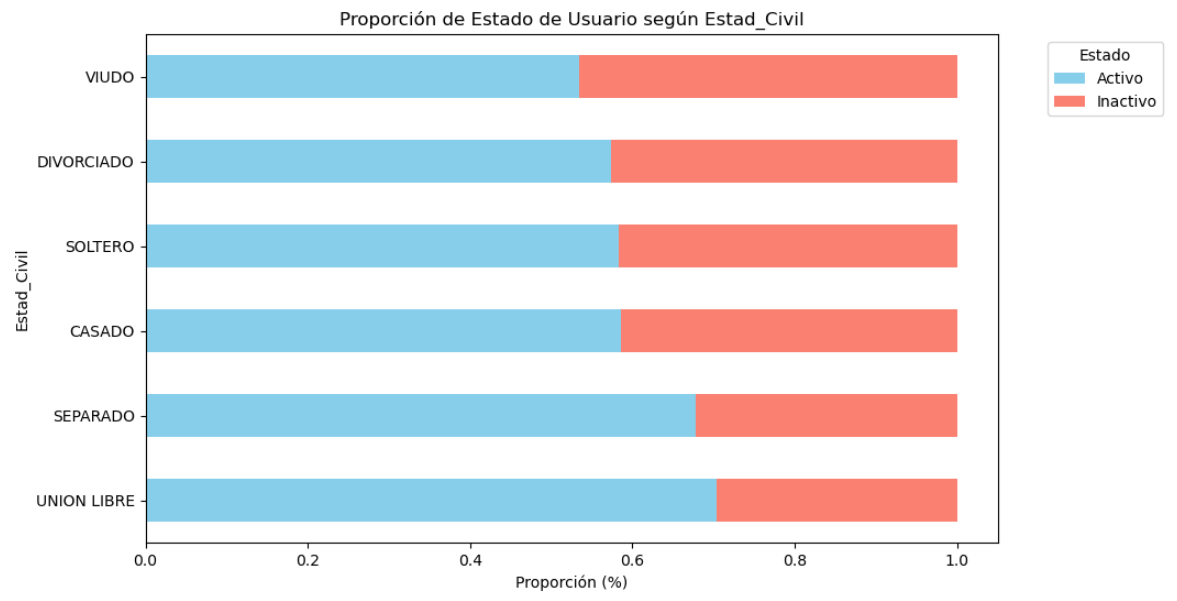 Proporción de Estado de Usuario según Estad_Civil
Estado
Activo
Inactivo
Estad_Civil
VIUDO
DIVORCIADO
SOLTERO
CASADO
SEPARADO
UNION LIBRE
0.0 0.2 0.4 0.6 0.8 1.0
Proporción (%)